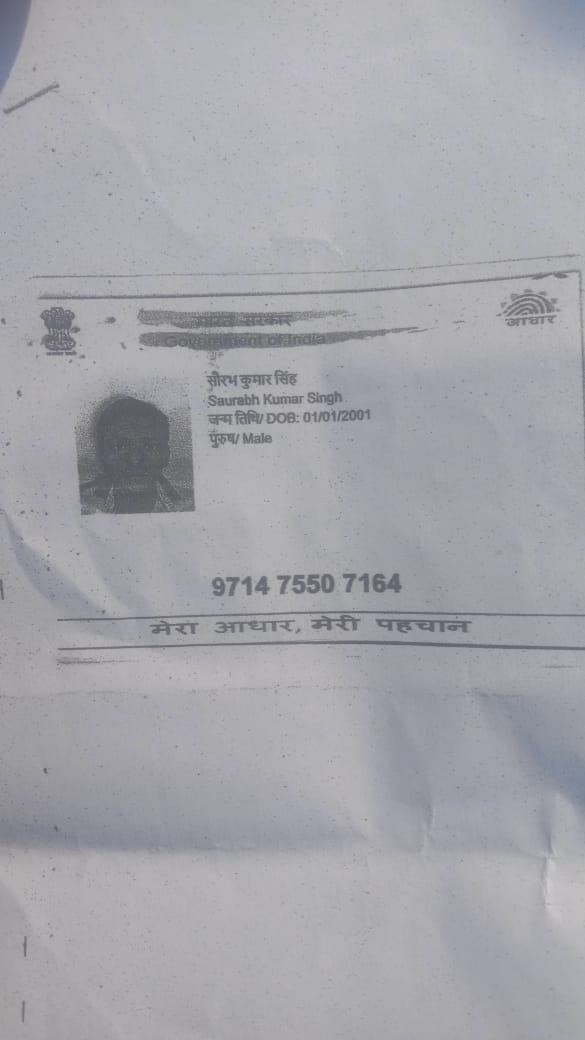 भारत सरकार
Government of India
आधार
सौरभ कुमार सिंह
Saurabh Kumar Singh
जन्म तिथि/ DOB: 01/01/2001
पुरुष/ Male
9714 7550 7164
मेरा आधार, मेरी पहचान